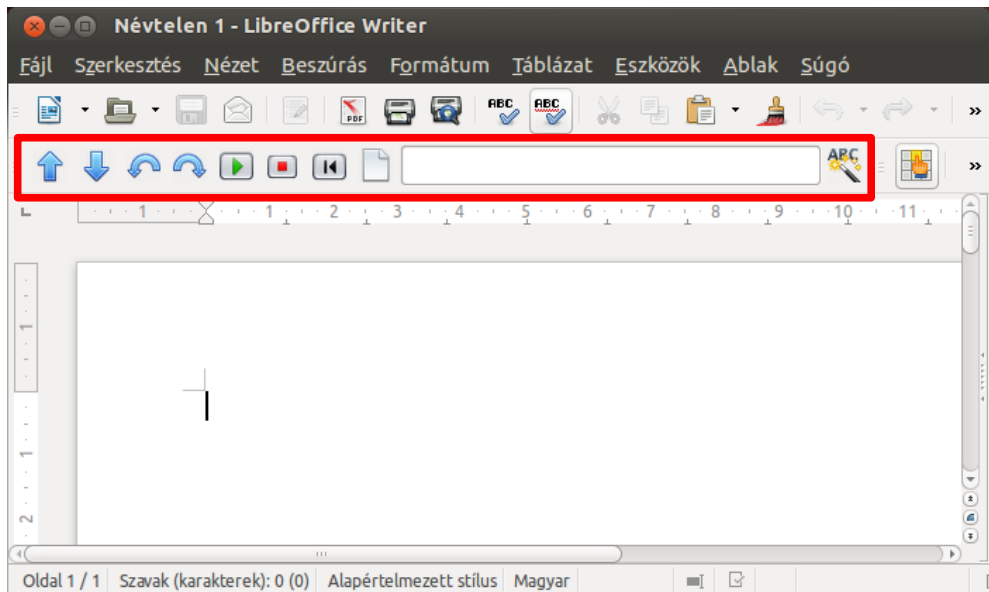 Névtelen 1 - LibreOffice Writer
Fájl Szerkesztés Nézet Beszúrás Formátum Táblázat Eszközök Ablak Súgó
PDF ABC ABC »
ABC »
1 1 2 3 4 5 6 7 8 9 10 11
1
1
2
Oldal 1 / 1 Szavak (karakterek): 0 (0) Alapértelmezett stílus Magyar